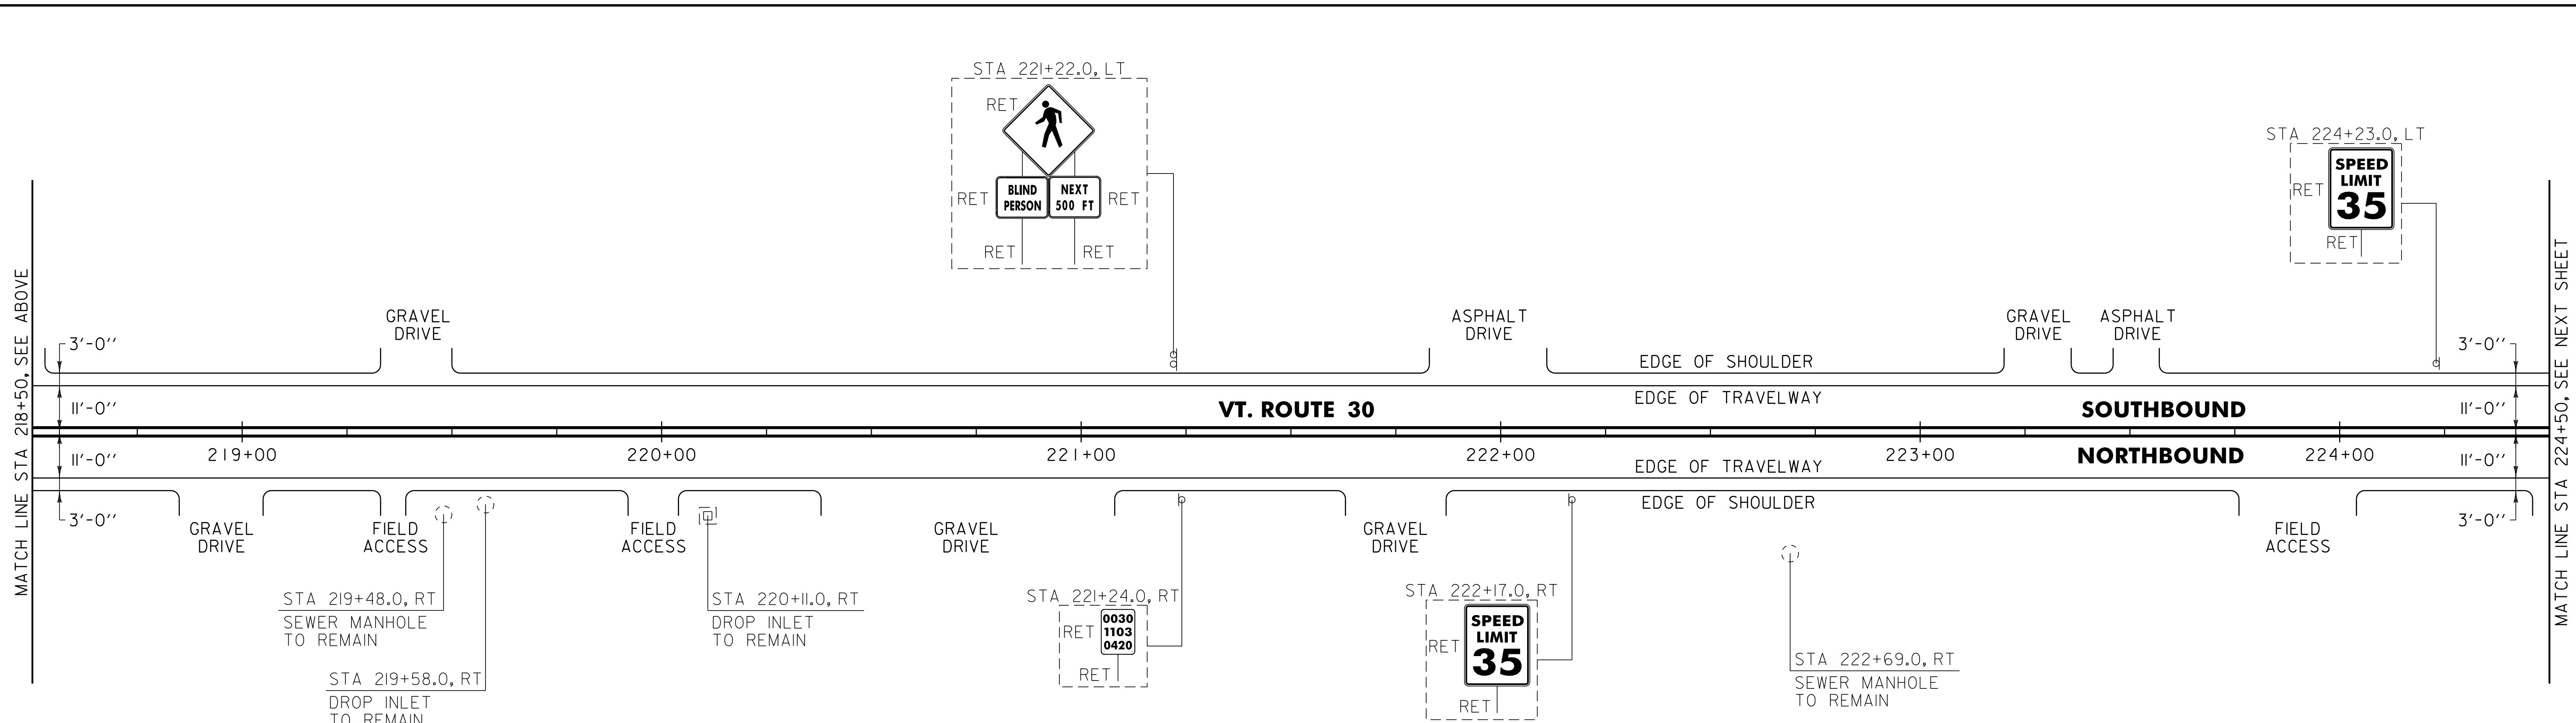 STA 221+22.0, LT
RET
BLIND
PERSON
NEXT
500 FT
RET
RET
RET
RET
STA 224+23.0, LT
SPEED
LIMIT
35
RET
RET
MATCH LINE STA 218+50, SEE ABOVE
3'-0''
GRAVEL
DRIVE
ASPHALT
DRIVE
GRAVEL
DRIVE
ASPHALT
DRIVE
3'-0''
MATCH LINE STA 224+50, SEE NEXT SHEET
EDGE OF SHOULDER
EDGE OF TRAVELWAY
11'-0''
VT. ROUTE 30
SOUTHBOUND
11'-0''
11'-0''
219+00
220+00
221+00
222+00
223+00
NORTHBOUND
224+00
11'-0''
EDGE OF TRAVELWAY
EDGE OF SHOULDER
3'-0''
GRAVEL
DRIVE
FIELD
ACCESS
FIELD
ACCESS
GRAVEL
DRIVE
GRAVEL
DRIVE
FIELD
ACCESS
3'-0''
STA 219+48.0, RT
SEWER MANHOLE
TO REMAIN
STA 219+58.0, RT
DROP INLET
TO REMAIN
STA 220+11.0, RT
DROP INLET
TO REMAIN
STA 221+24.0, RT
RET
0030
1103
0420
RET
STA 222+17.0, RT
SPEED
LIMIT
35
RET
RET
STA 222+69.0, RT
SEWER MANHOLE
TO REMAIN